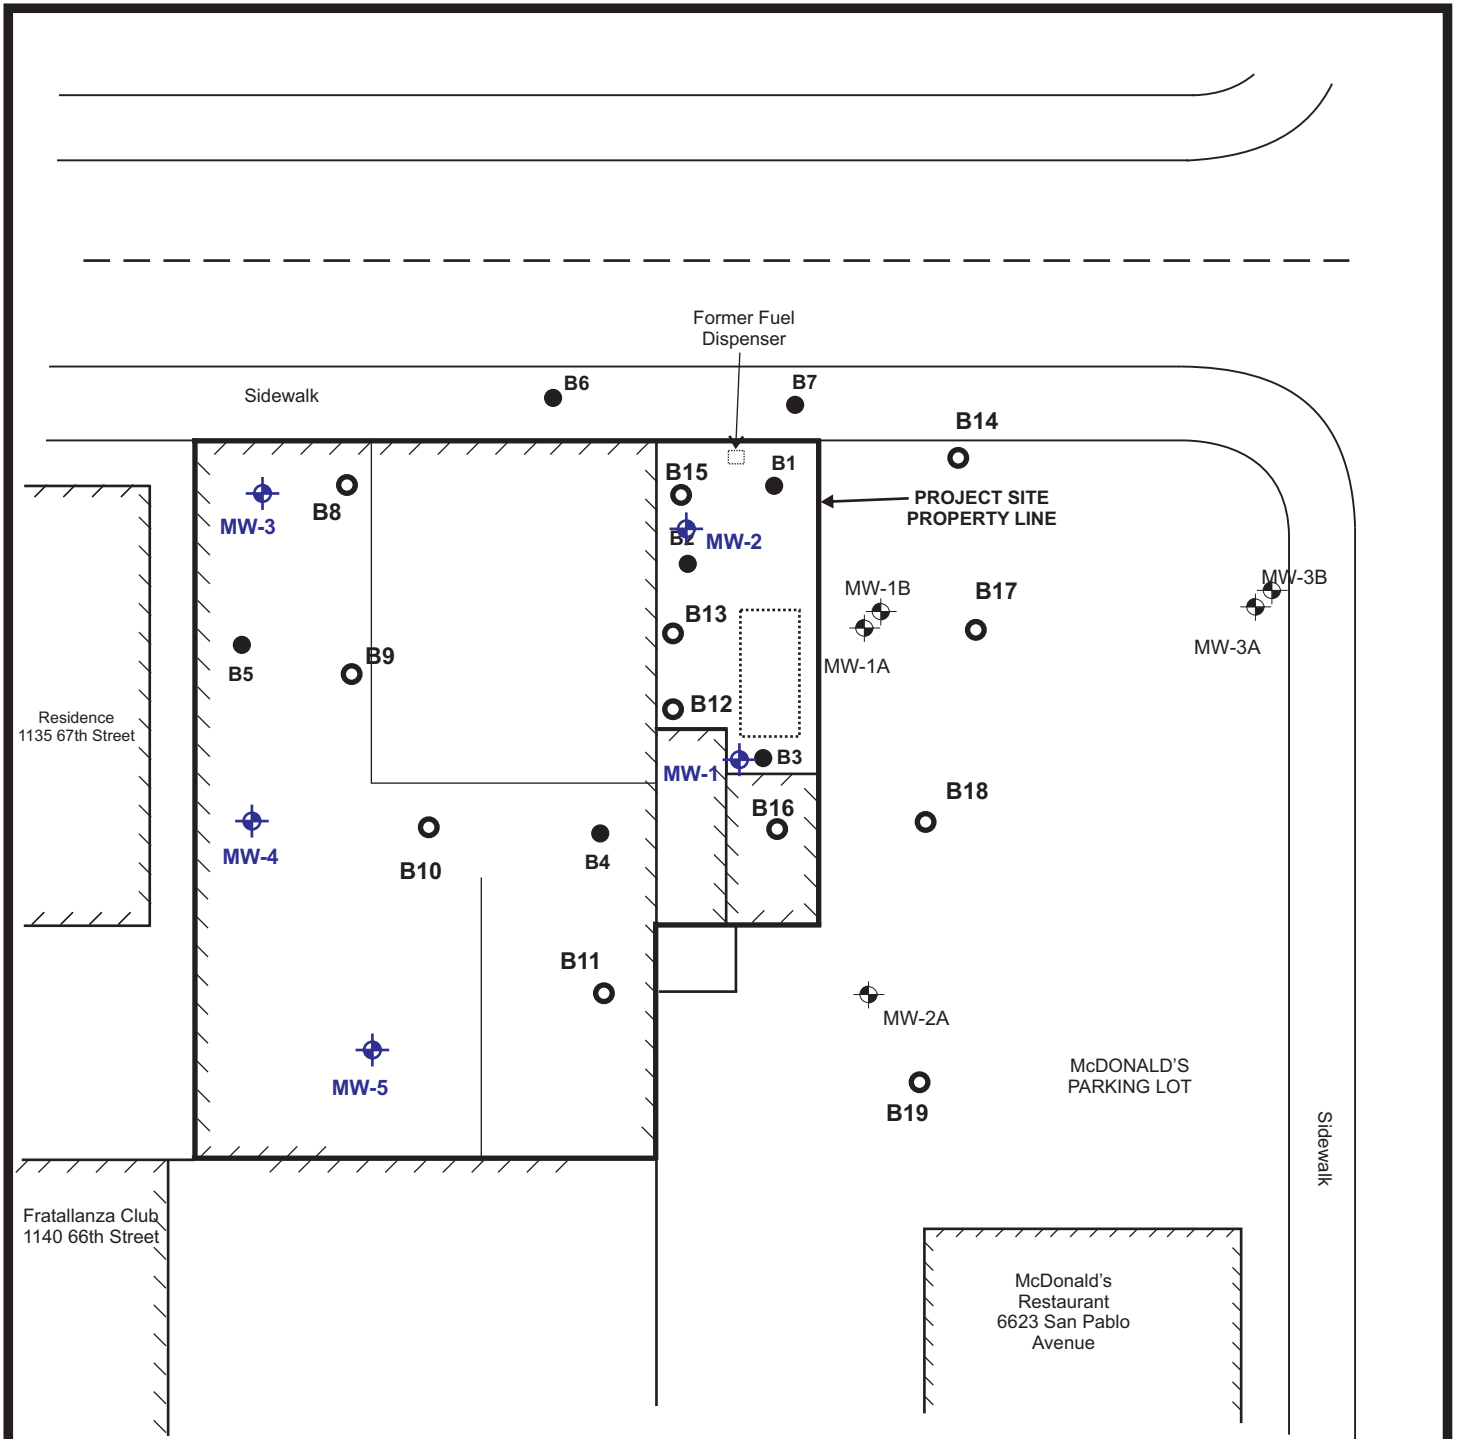 Former Fuel
Dispenser
B6
B7
Sidewalk
B14
B15
B1
PROJECT SITE
PROPERTY LINE
MW-3
B8
B2
MW-2
MW-1B
B17
MW-3B
B13
MW-3A
MW-1A
B5
B9
B12
Residence
1135 67th Street
MW-1
B3
B16
B18
MW-4
B10
B4
B11
MW-2A
MW-5
McDONALD'S
PARKING LOT
B19
Sidewalk
Fratallanza Club
1140 66th Street
McDonald's
Restaurant
6623 San Pablo
Avenue